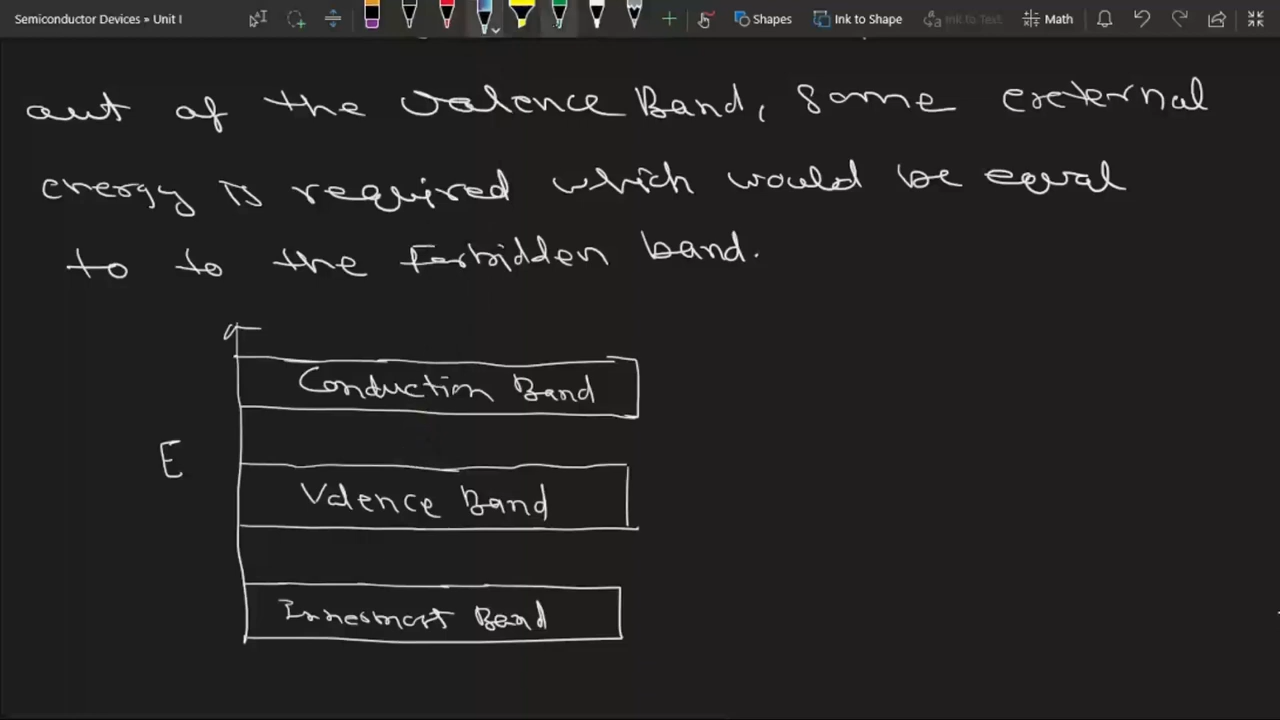 Semiconductor Devices » Unit I
Shapes
Ink to Shape
Ink to Text
Math
out of the valence Band, some external
energy is required which would be equal
to to the Forbidden band.
Conduction Band
E
Valence Band
Innermost Band